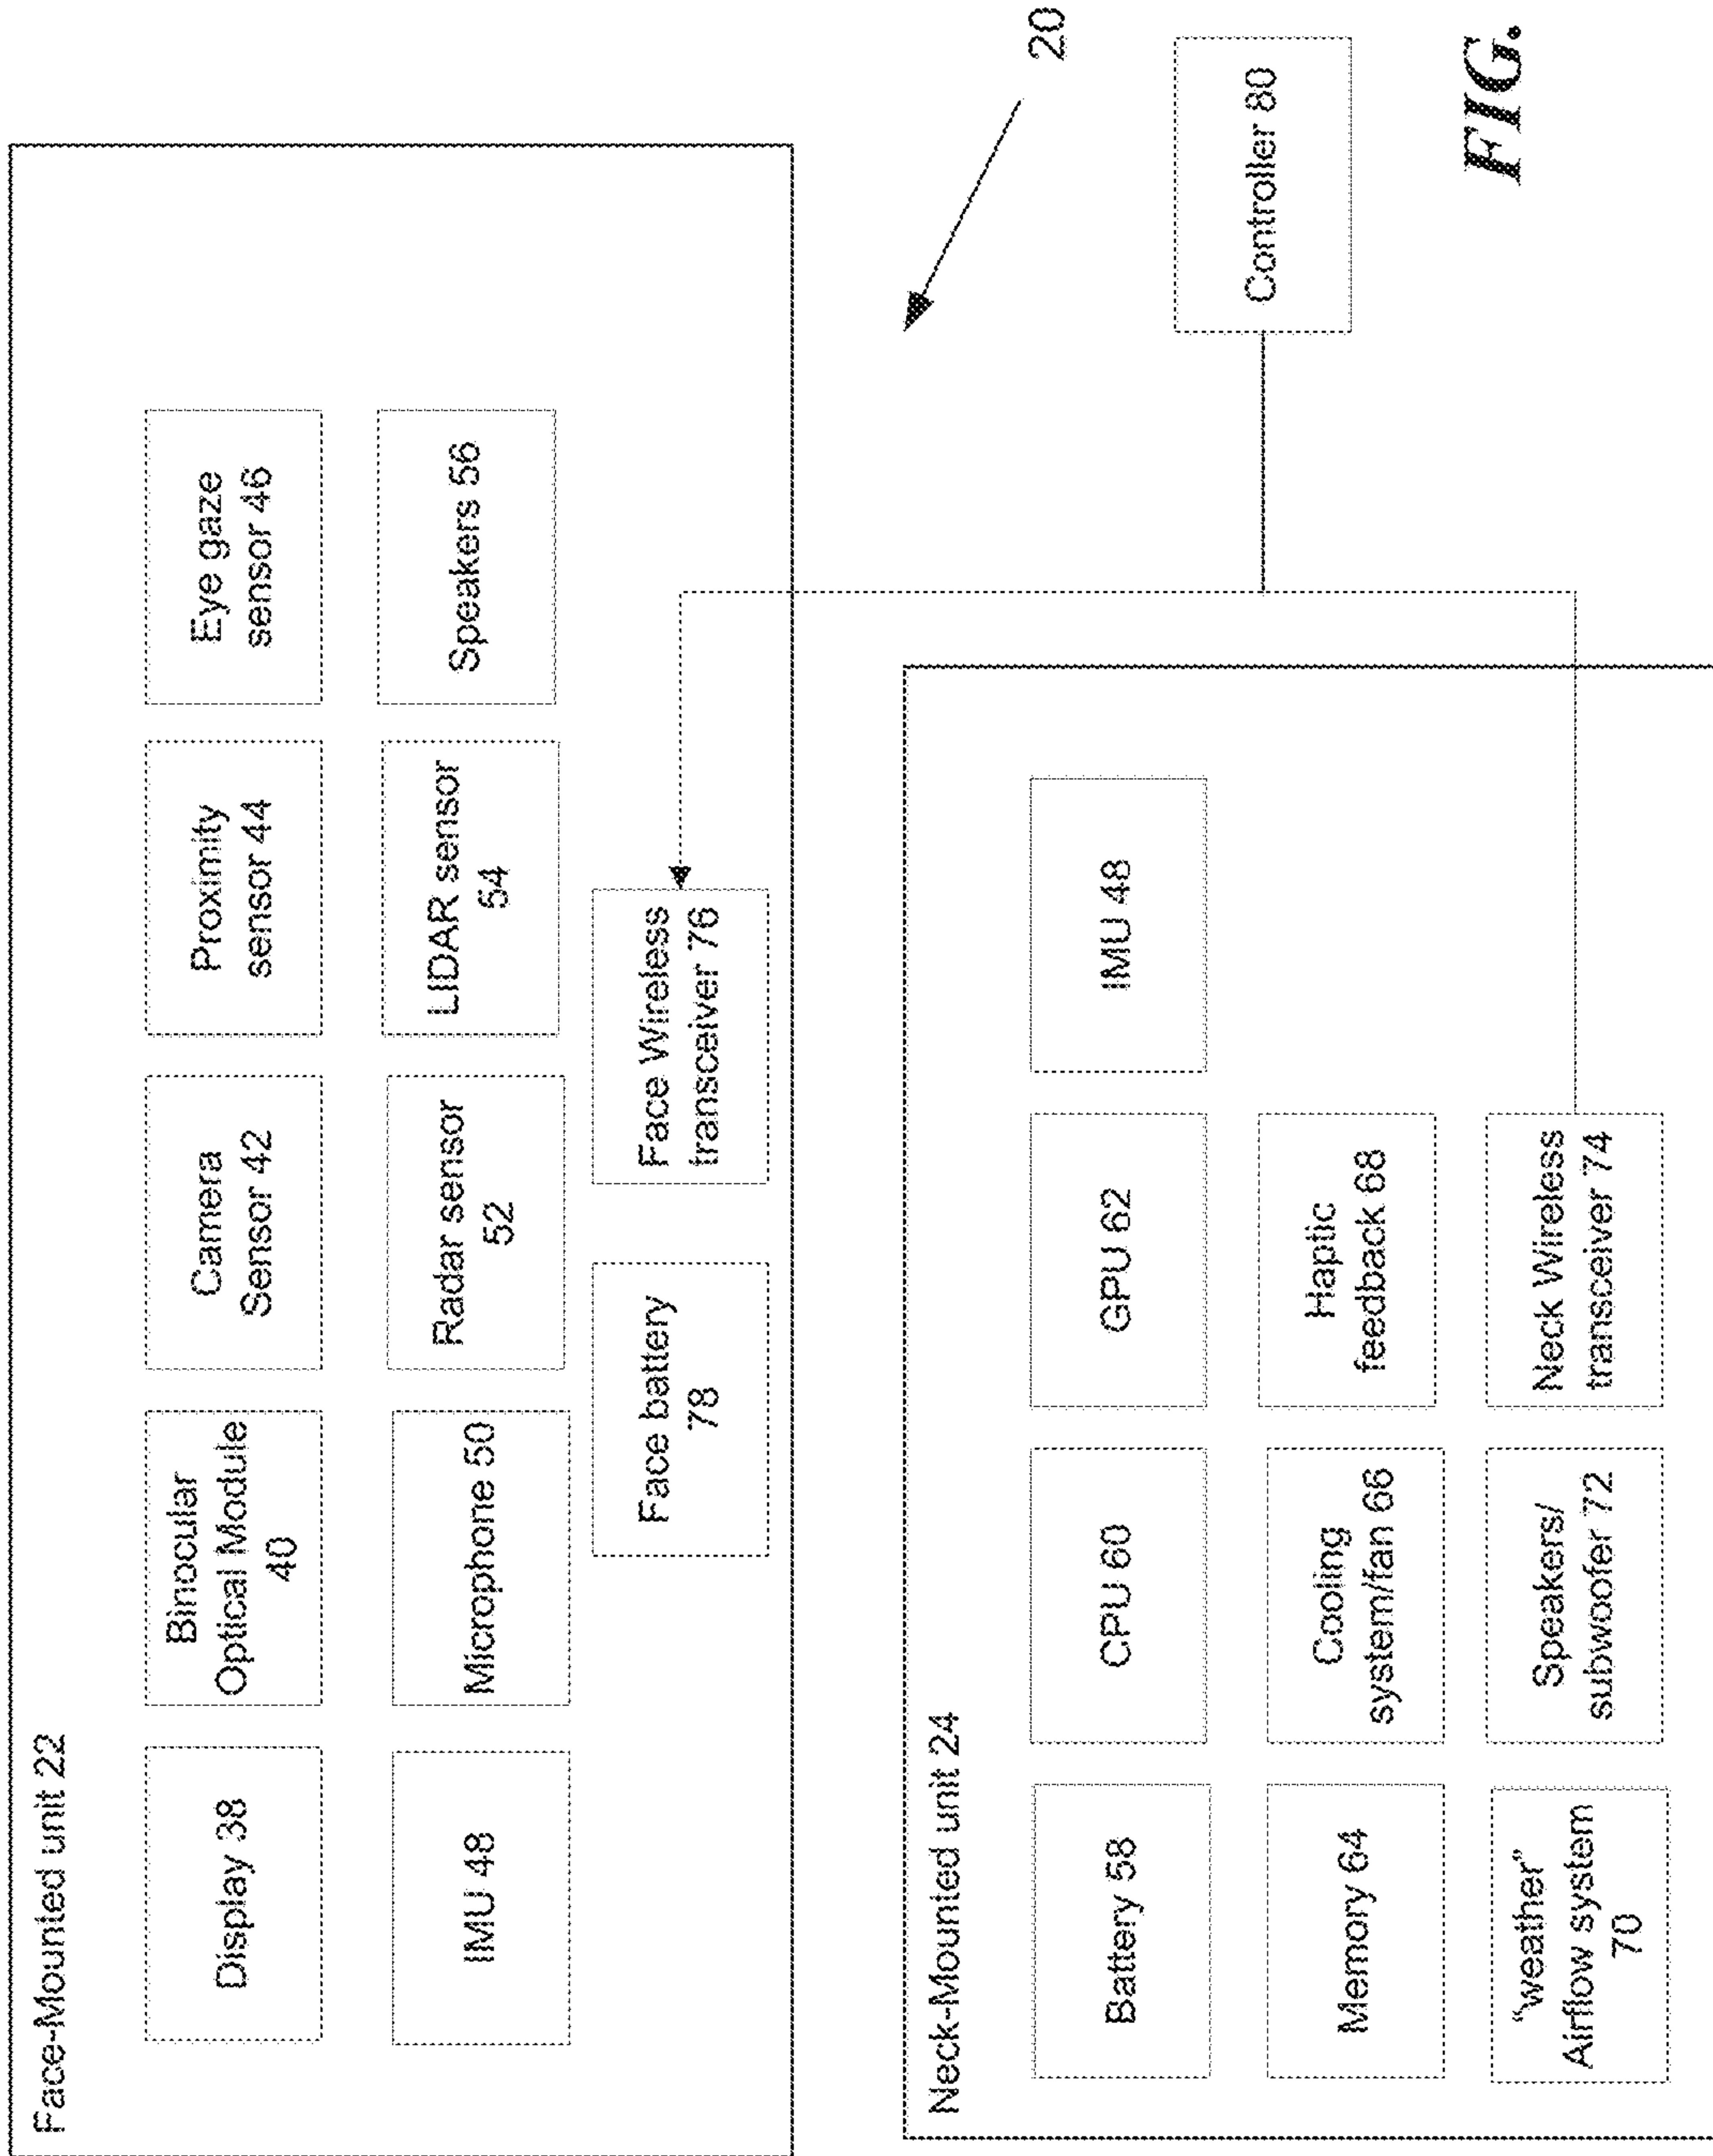 Face-Mounted unit 22
Display 38
Binocular
Optical Module
40
Camera
Sensor 42
Proximity
sensor 44
Eye gaze
sensor 46
IMU 48
Microphone 50
Radar sensor
52
LIDAR sensor
54
Speakers 56
Face battery
78
Face Wireless
transceiver 76
20
Neck-Mounted unit 24
Battery 58
CPU 60
GPU 62
IMU 48
Memory 64
Cooling
system/fan 66
Haptic
feedback 68
"weather"
Airflow system
70
Speakers/
subwoofer 72
Neck Wireless
transceiver 74
Controller 80
FIG.